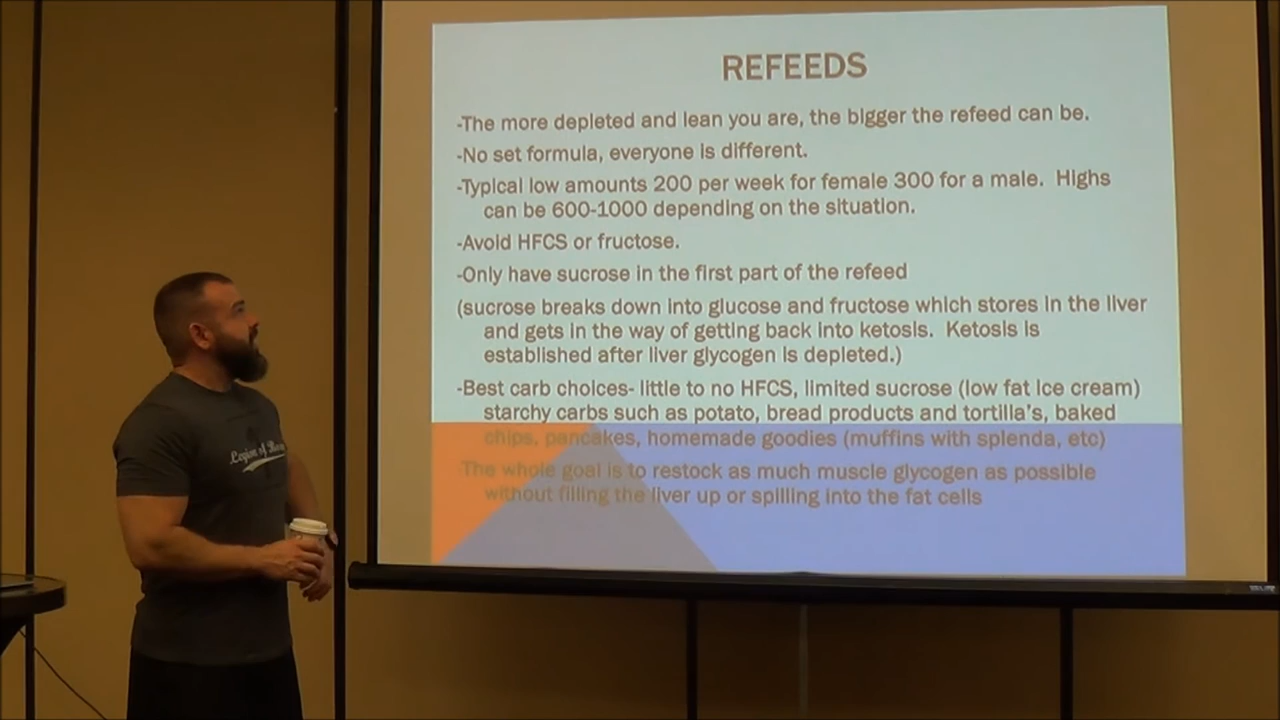 REFEEDS
-The more depleted and lean you are, the bigger the refeed can be.
-No set formula, everyone is different.
-Typical low amounts 200 per week for female 300 for a male. Highs
can be 600-1000 depending on the situation.
-Avoid HFCS or fructose.
-Only have sucrose in the first part of the refeed
(sucrose breaks down into glucose and fructose which stores in the liver
and gets in the way of getting back into ketosis. Ketosis is
established after liver glycogen is depleted.)
-Best carb choices- little to no HFCS, limited sucrose (low fat ice cream)
starchy carbs such as potato, bread products and tortilla's, baked
chips, pancakes, homemade goodies (muffins with splenda, etc)
-The whole goal is to restock as much muscle glycogen as possible
without filling the liver up or spilling into the fat cells
Legion of